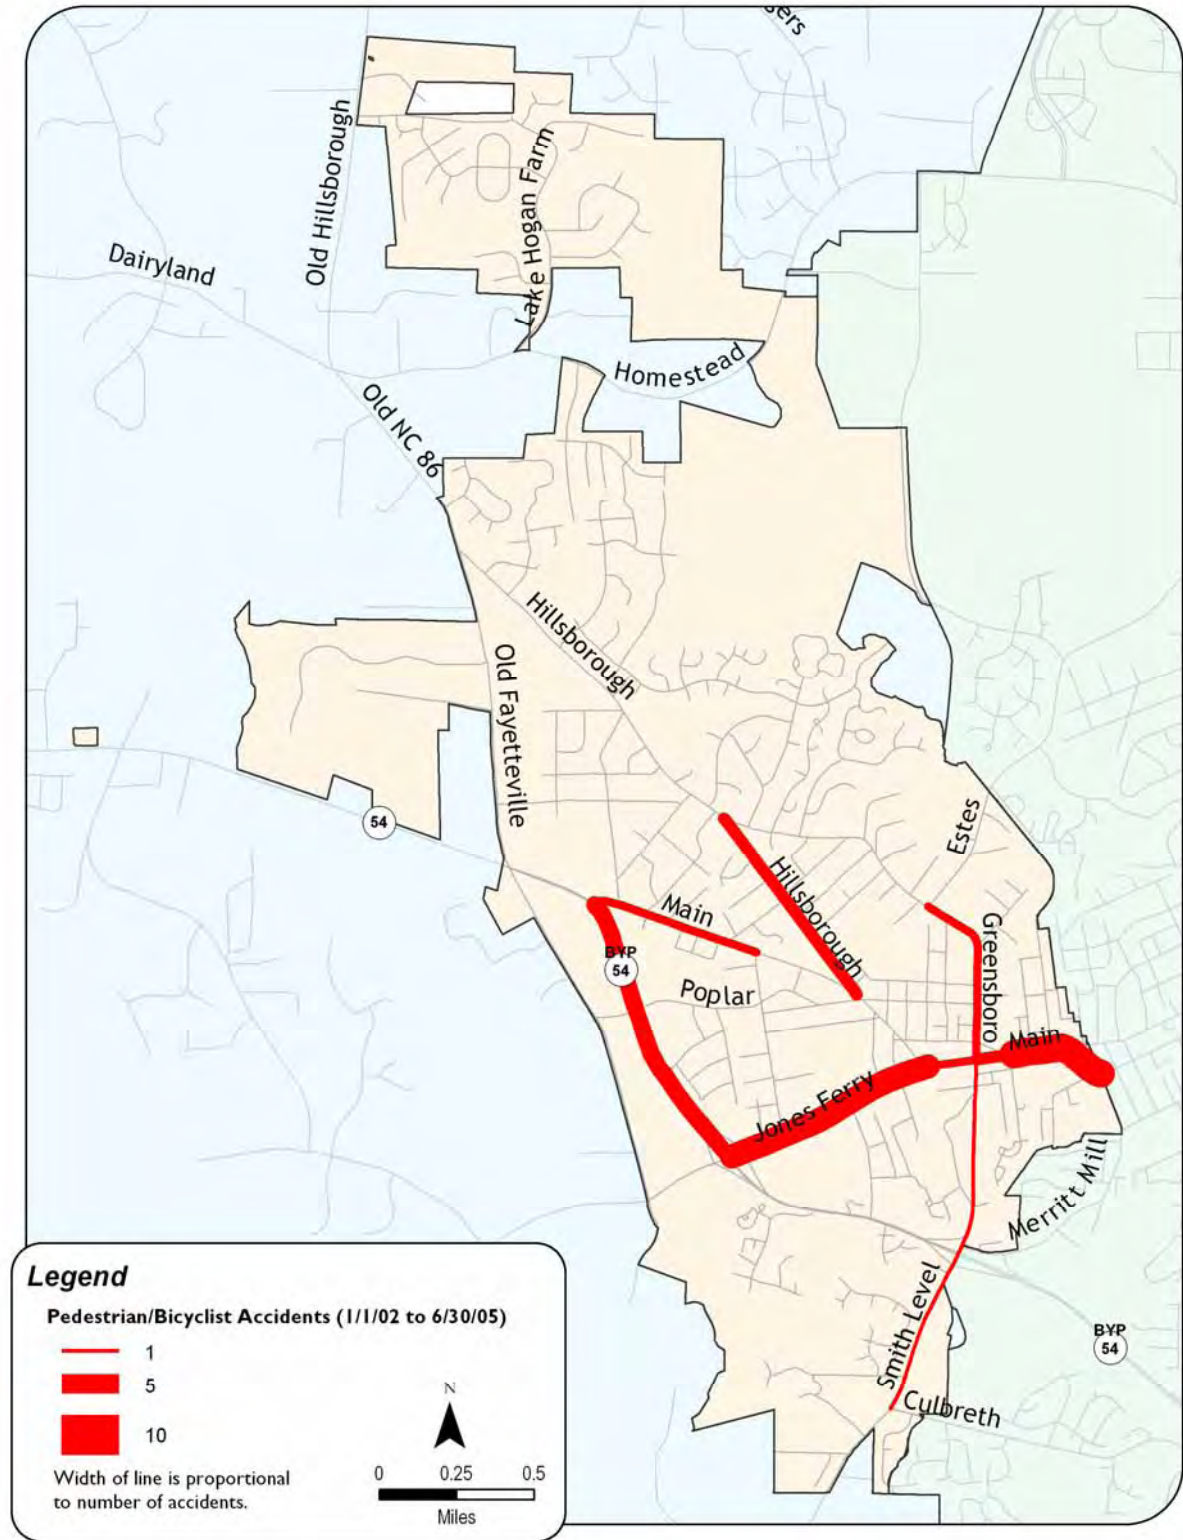 gers
Old Hillsborough
Lake Hogan Farm
Dairyland
Homestead
Old NC 86
Hillsborough
Old Fayetteville
54
Estes
Hillsborough
Main
Greensboro
BYP
54
Poplar
Main
Jones Ferry
Merritt Mill
Smith Level
BYP
54
Culbreth
Legend
Pedestrian/Bicyclist Accidents (1/1/02 to 6/30/05)
1
5
10
Width of line is proportional
to number of accidents.
N
0 0.25 0.5
Miles